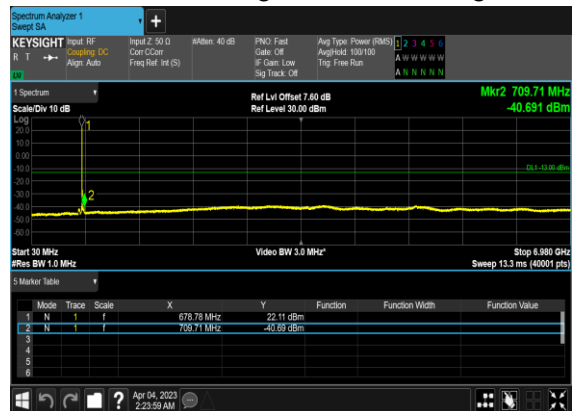 Spectrum Analyzer 1
Swept SA
+
KEYSIGHT Input: RF Input Z: 50 Ω #Atten: 40 dB PNO: Fast Avg Type: Power (RMS) 1 2 3 4 5 6
R T Coupling: DC Corr CCorr Gate: Off Avg|Hold: 100/100 A W W W W W
Align: Auto Freq Ref: Int (S) IF Gain: Low Trig: Free Run
Sig Track: Off A N N N N N
LW
1 Spectrum Ref Lvl Offset 7.60 dB Mkr2 709.71 MHz
Scale/Div 10 dB Ref Level 30.00 dBm -40.691 dBm
Log
20.0
10.0
0.00
-10.0
-20.0
-30.0
-40.0
-50.0
-60.0
1
2
DL1 -13.00 dBm
Start 30 MHz Video BW 3.0 MHz* Stop 6.980 GHz
#Res BW 1.0 MHz Sweep 13.3 ms (40001 pts)
5 Marker Table
Mode Trace Scale X Y Function Function Width Function Value
1 N 1 f 678.78 MHz 22.11 dBm
2 N 1 f 709.71 MHz -40.69 dBm
3
4
5
6
? Apr 04, 2023
2:23:59 AM